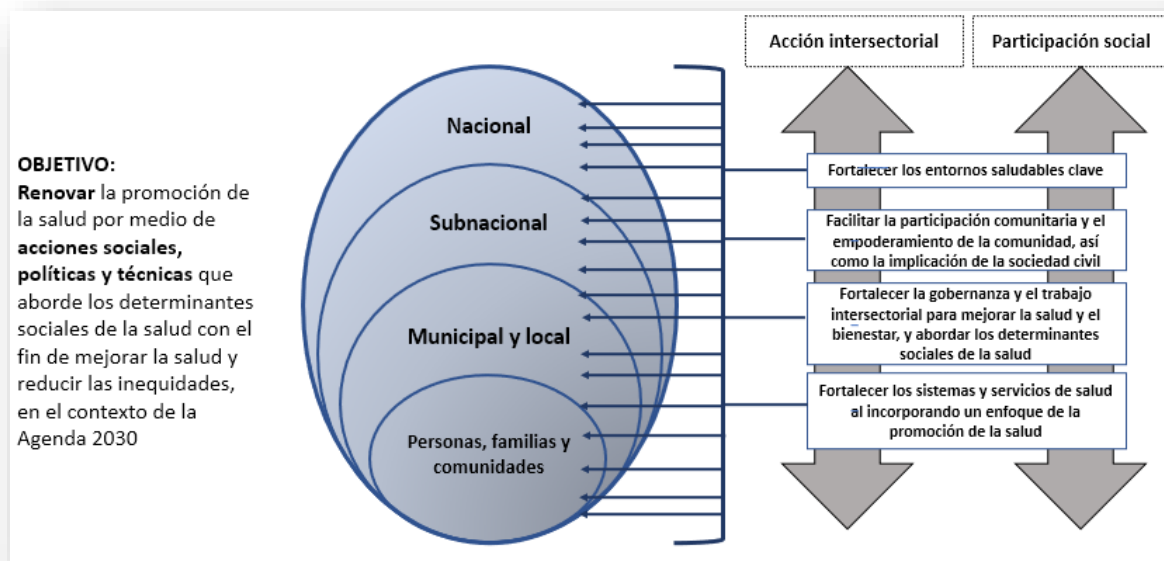 OBJETIVO:
Renovar la promoción de
la salud por medio de
acciones sociales,
políticas y técnicas que
aborde los determinantes
sociales de la salud con el
fin de mejorar la salud y
reducir las inequidades,
en el contexto de la
Agenda 2030
Nacional
Subnacional
Municipal y local
Personas, familias y
comunidades
Acción intersectorial
Participación social
Fortalecer los entornos saludables clave
Facilitar la participación comunitaria y el
empoderamiento de la comunidad, así
como la implicación de la sociedad civil
Fortalecer la gobernanza y el trabajo
intersectorial para mejorar la salud y el
bienestar, y abordar los determinantes
sociales de la salud
Fortalecer los sistemas y servicios de salud
al incorporando un enfoque de la
promoción de la salud